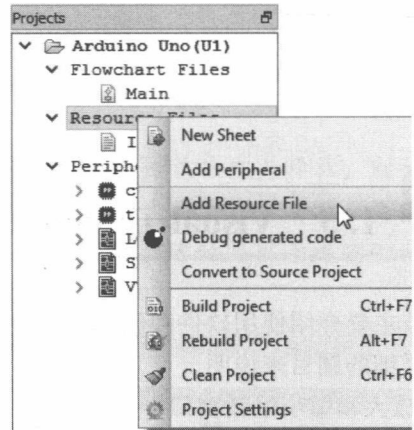 Projects
Arduino Uno (U1)
Flowchart Files
Main
Resource Files
I
Periph
c
t
L
S
V
New Sheet
Add Peripheral
Add Resource File
Debug generated code
Convert to Source Project
Build Project Ctrl+F7
Rebuild Project Alt+F7
Clean Project Ctrl+F6
Project Settings